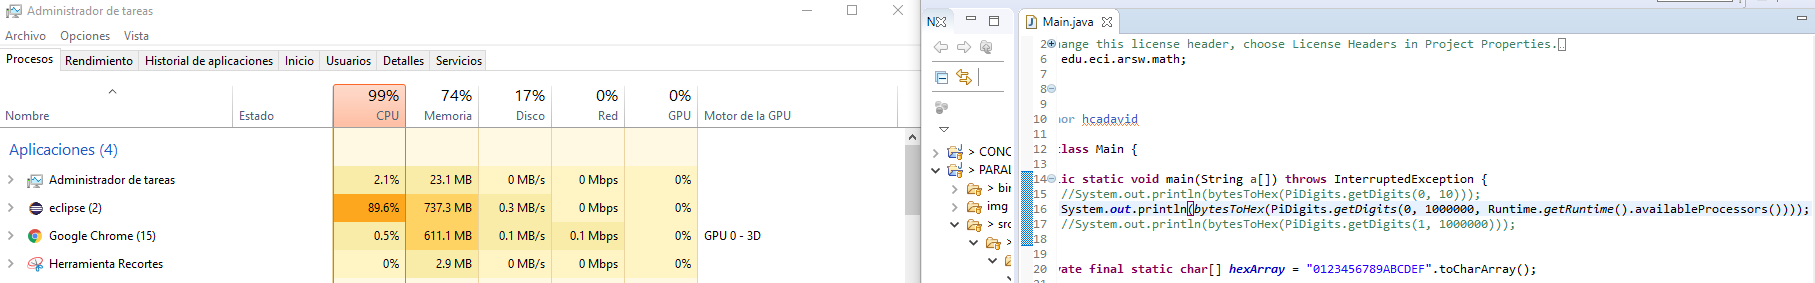 Administrador de tareas
Archivo Opciones Vista
Procesos Rendimiento Historial de aplicaciones Inicio Usuarios Detalles Servicios
99% 74% 17% 0% 0%
Nombre Estado CPU Memoria Disco Red GPU Motor de la GPU
Aplicaciones (4)
Administrador de tareas 2.1% 23.1 MB 0 MB/s 0 Mbps 0%
eclipse (2) 89.6% 737.3 MB 0.3 MB/s 0 Mbps 0%
Google Chrome (15) 0.5% 611.1 MB 0.1 MB/s 0.1 Mbps 0% GPU 0 - 3D
Herramienta Recortes 0% 2.9 MB 0 MB/s 0 Mbps 0%
N
> CONC
> PARAL
> bin
img
> src
>
Main.java
2 hange this license header, choose License Headers in Project Properties.
6 edu.eci.arsw.math;
7
8
9
10 hor hcadavid
11
12 class Main {
13
14 lic static void main(String a[]) throws InterruptedException {
15 //System.out.println(bytesToHex(PiDigits.getDigits(0, 10)));
16 System.out.println(bytesToHex(PiDigits.getDigits(0, 1000000, Runtime.getRuntime().availableProcessors())));
17 //System.out.println(bytesToHex(PiDigits.getDigits(1, 1000000)));
18
19
20 vate final static char[] hexArray = "0123456789ABCDEF".toCharArray();